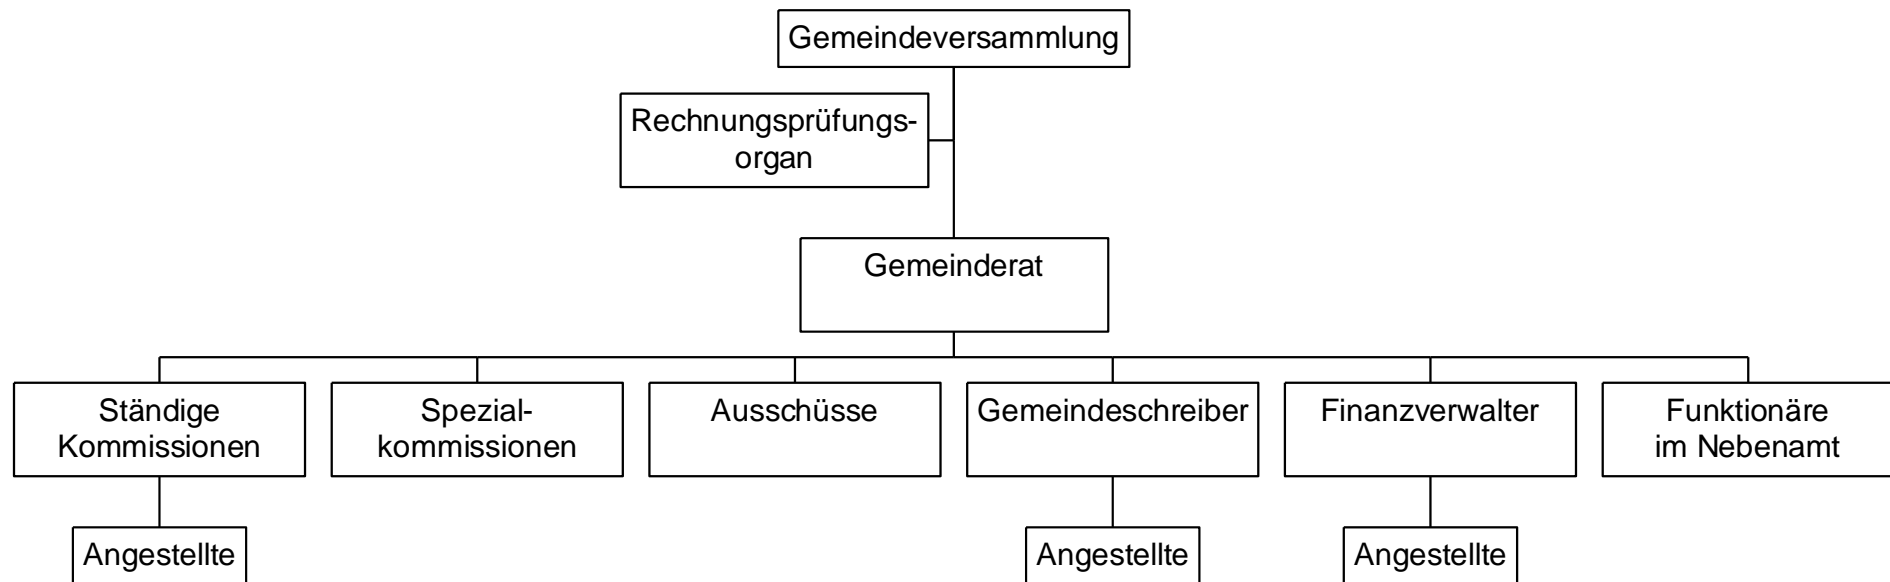 Gemeindeversammlung
Rechnungsprüfungs-
organ
Gemeinderat
Ständige
Kommissionen
Spezial-
kommissionen
Ausschüsse
Gemeindeschreiber
Finanzverwalter
Funktionäre
im Nebenamt
Angestellte
Angestellte
Angestellte